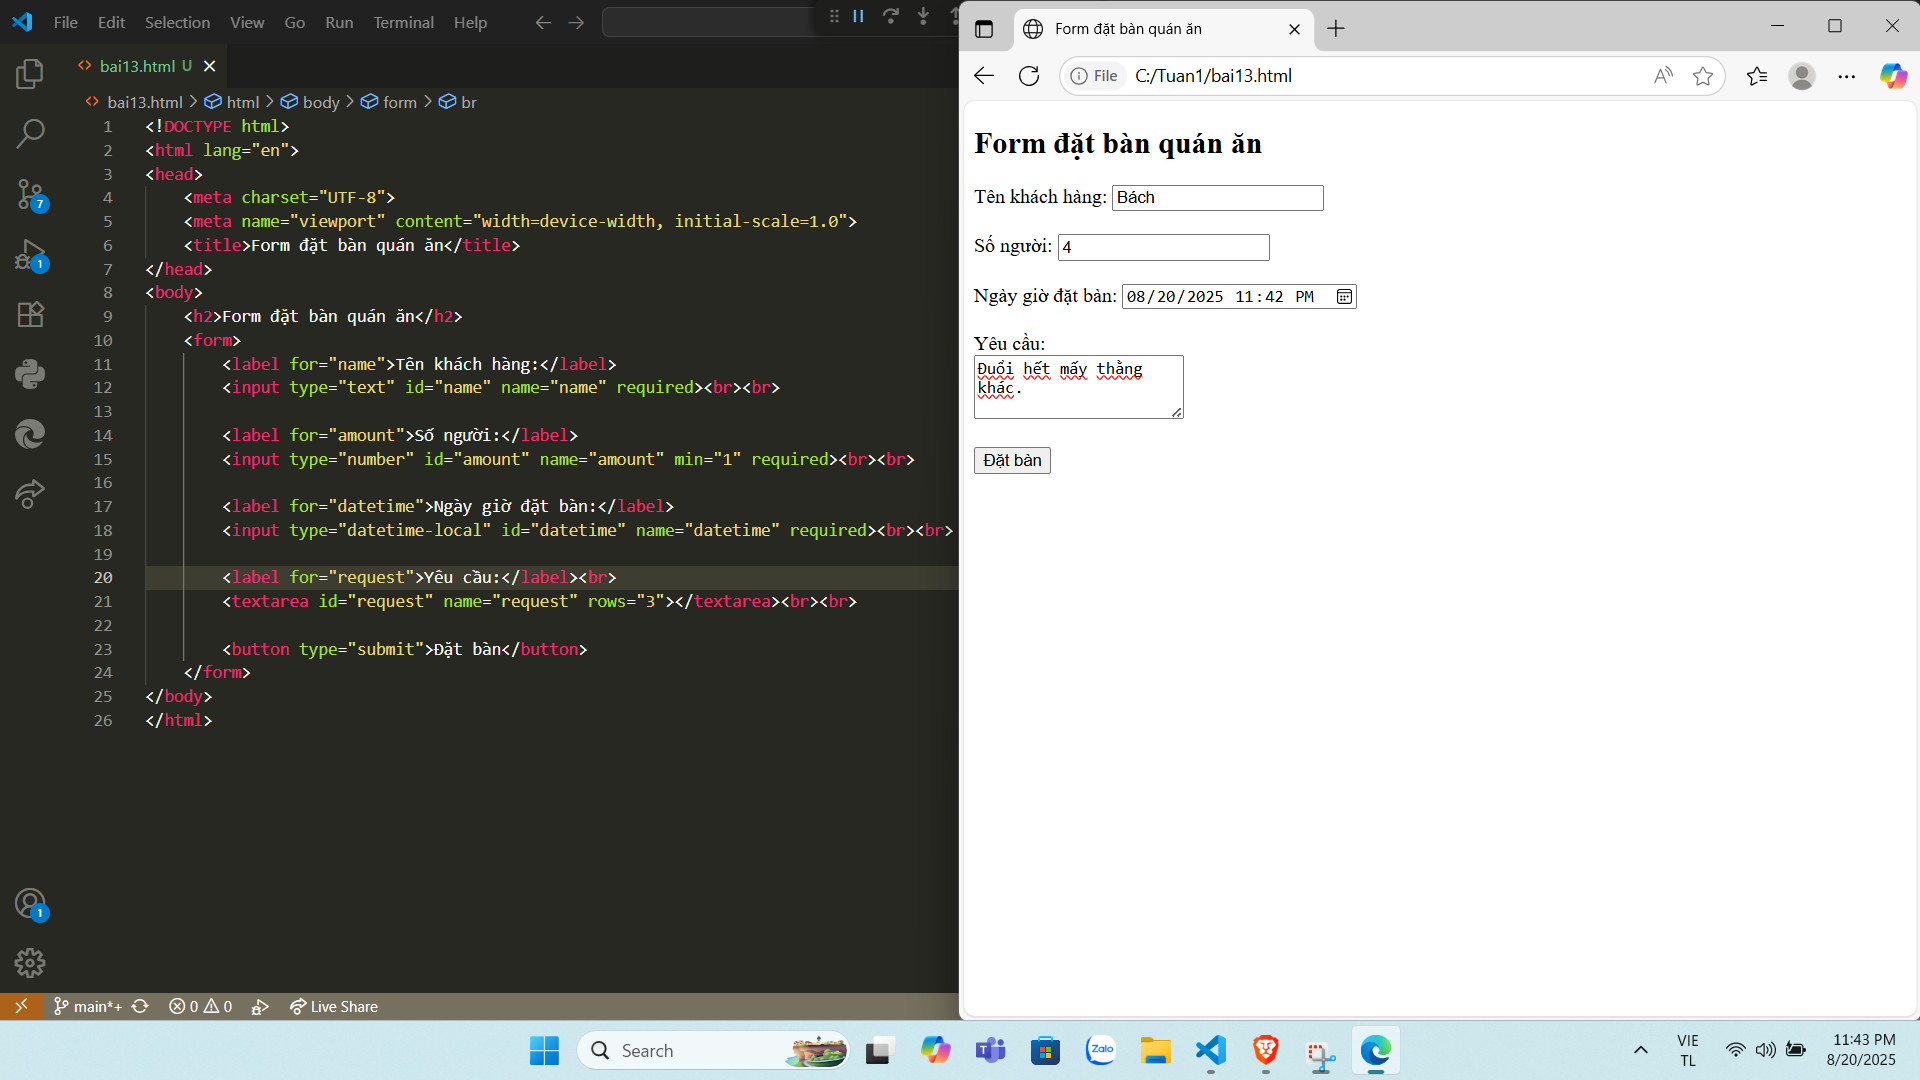 File Edit Selection View Go Run Terminal Help
bai13.html U
bai13.html > html > body > form > br
1 <!DOCTYPE html>
2 <html lang="en">
3 <head>
4 <meta charset="UTF-8">
5 <meta name="viewport" content="width=device-width, initial-scale=1.0">
6 <title>Form đặt bàn quán ăn</title>
7 </head>
8 <body>
9 <h2>Form đặt bàn quán ăn</h2>
10 <form>
11 <label for="name">Tên khách hàng:</label>
12 <input type="text" id="name" name="name" required><br><br>
13
14 <label for="amount">Số người:</label>
15 <input type="number" id="amount" name="amount" min="1" required><br><br>
16
17 <label for="datetime">Ngày giờ đặt bàn:</label>
18 <input type="datetime-local" id="datetime" name="datetime" required><br><br>
19
20 <label for="request">Yêu cầu:</label><br>
21 <textarea id="request" name="request" rows="3"></textarea><br><br>
22
23 <button type="submit">Đặt bàn</button>
24 </form>
25 </body>
26 </html>
7
1
1
main*+ 0 0 Live Share
Form đặt bàn quán ăn
File C:/Tuan1/bai13.html
Form đặt bàn quán ăn
Tên khách hàng: Bách
Số người: 4
Ngày giờ đặt bàn: 08/20/2025 11:42 PM
Yêu cầu:
Đuổi hết mấy thằng
khác.
Đặt bàn
Search
Zalo
VIE
TL
11:43 PM
8/20/2025